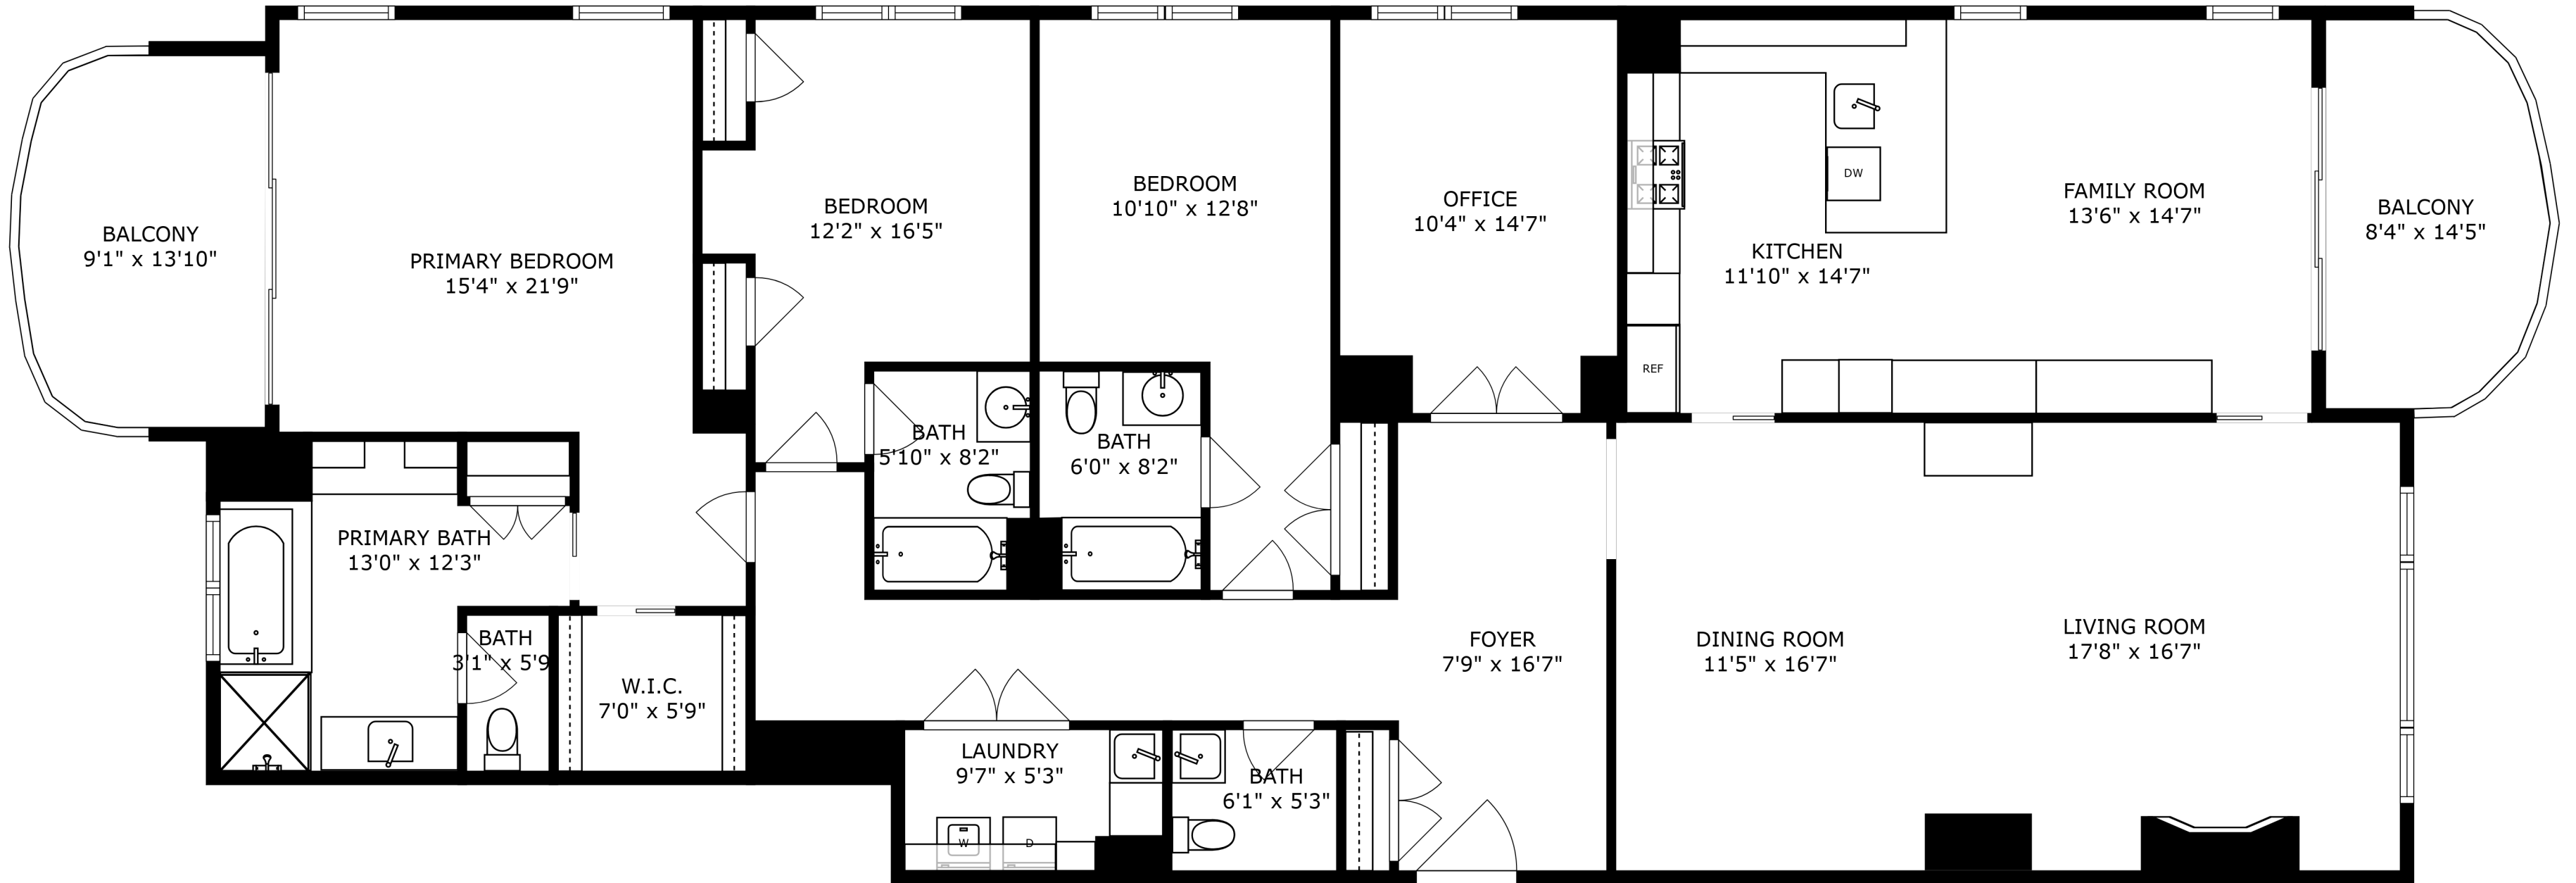 BALCONY
9'1" x 13'10"
PRIMARY BEDROOM
15'4" x 21'9"
BEDROOM
12'2" x 16'5"
BEDROOM
10'10" x 12'8"
OFFICE
10'4" x 14'7"
KITCHEN
11'10" x 14'7"
DW
REF
FAMILY ROOM
13'6" x 14'7"
BALCONY
8'4" x 14'5"
BATH
5'10" x 8'2"
BATH
6'0" x 8'2"
PRIMARY BATH
13'0" x 12'3"
BATH
3'1" x 5'9
W.I.C.
7'0" x 5'9"
FOYER
7'9" x 16'7"
DINING ROOM
11'5" x 16'7"
LIVING ROOM
17'8" x 16'7"
LAUNDRY
9'7" x 5'3"
W
D
BATH
6'1" x 5'3"